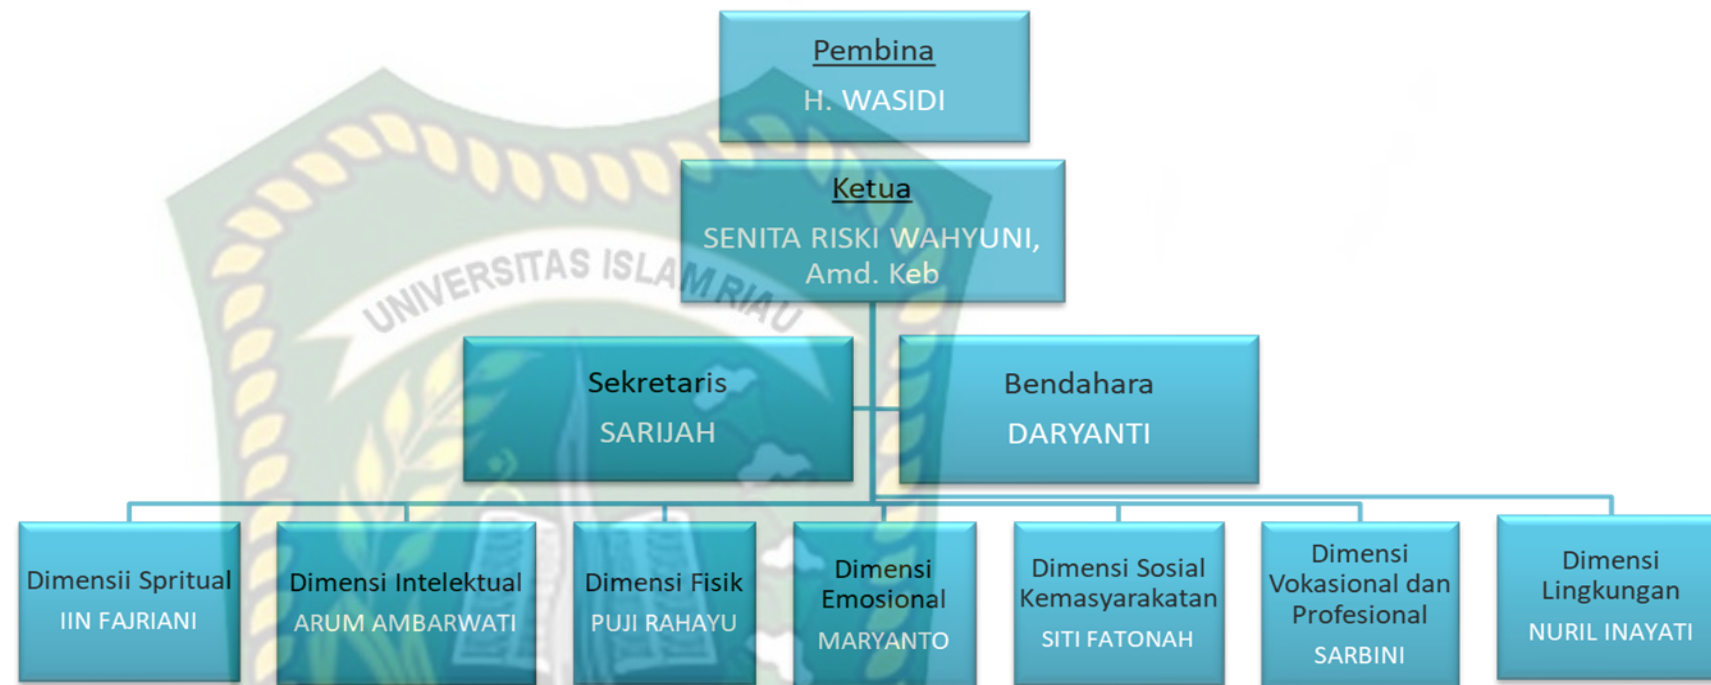 Pembina
H. WASIDI
Ketua
SENITA RISKI WAHYUNI,
Amd. Keb
UNIVERSITAS ISLAM RIAU
Sekretaris
SARIJAH
Bendahara
DARYANTI
Dimensii Spritual
IIN FAJRIANI
Dimensi Intelektual
ARUM AMBARWATI
Dimensi Fisik
PUJI RAHAYU
Dimensi
Emosional
MARYANTO
Dimensi Sosial
Kemasyarakatan
SITI FATONAH
Dimensi
Vokasional dan
Profesional
SARBINI
Dimensi
Lingkungan
NURIL INAYATI